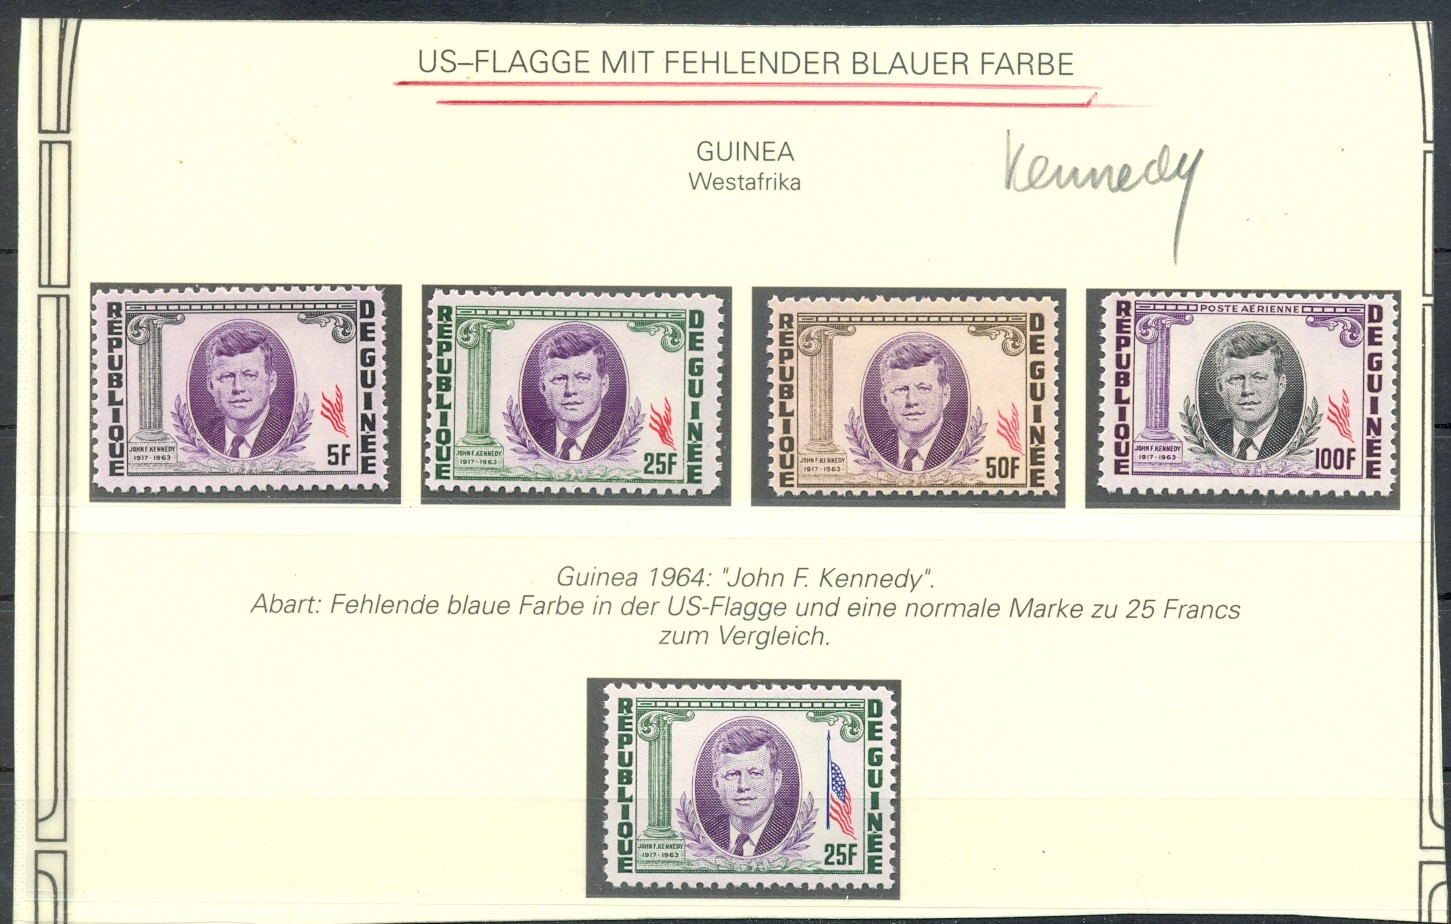 US–FLAGGE MIT FEHLENDER BLAUER FARBE
GUINEA
Westafrika
Kennedy
RÉPUBLIQUE
DE GUINÉE
JOHN F. KENNEDY
1917 - 1963
5F
RÉPUBLIQUE
DE GUINÉE
JOHN F. KENNEDY
1917 - 1963
25F
RÉPUBLIQUE
DE GUINÉE
JOHN F. KENNEDY
1917 - 1963
50F
POSTE AÉRIENNE
RÉPUBLIQUE
DE GUINÉE
JOHN F. KENNEDY
1917 - 1963
100F
Guinea 1964: "John F. Kennedy".
Abart: Fehlende blaue Farbe in der US-Flagge und eine normale Marke zu 25 Francs
zum Vergleich.
RÉPUBLIQUE
DE GUINÉE
JOHN F. KENNEDY
1917 - 1963
25F